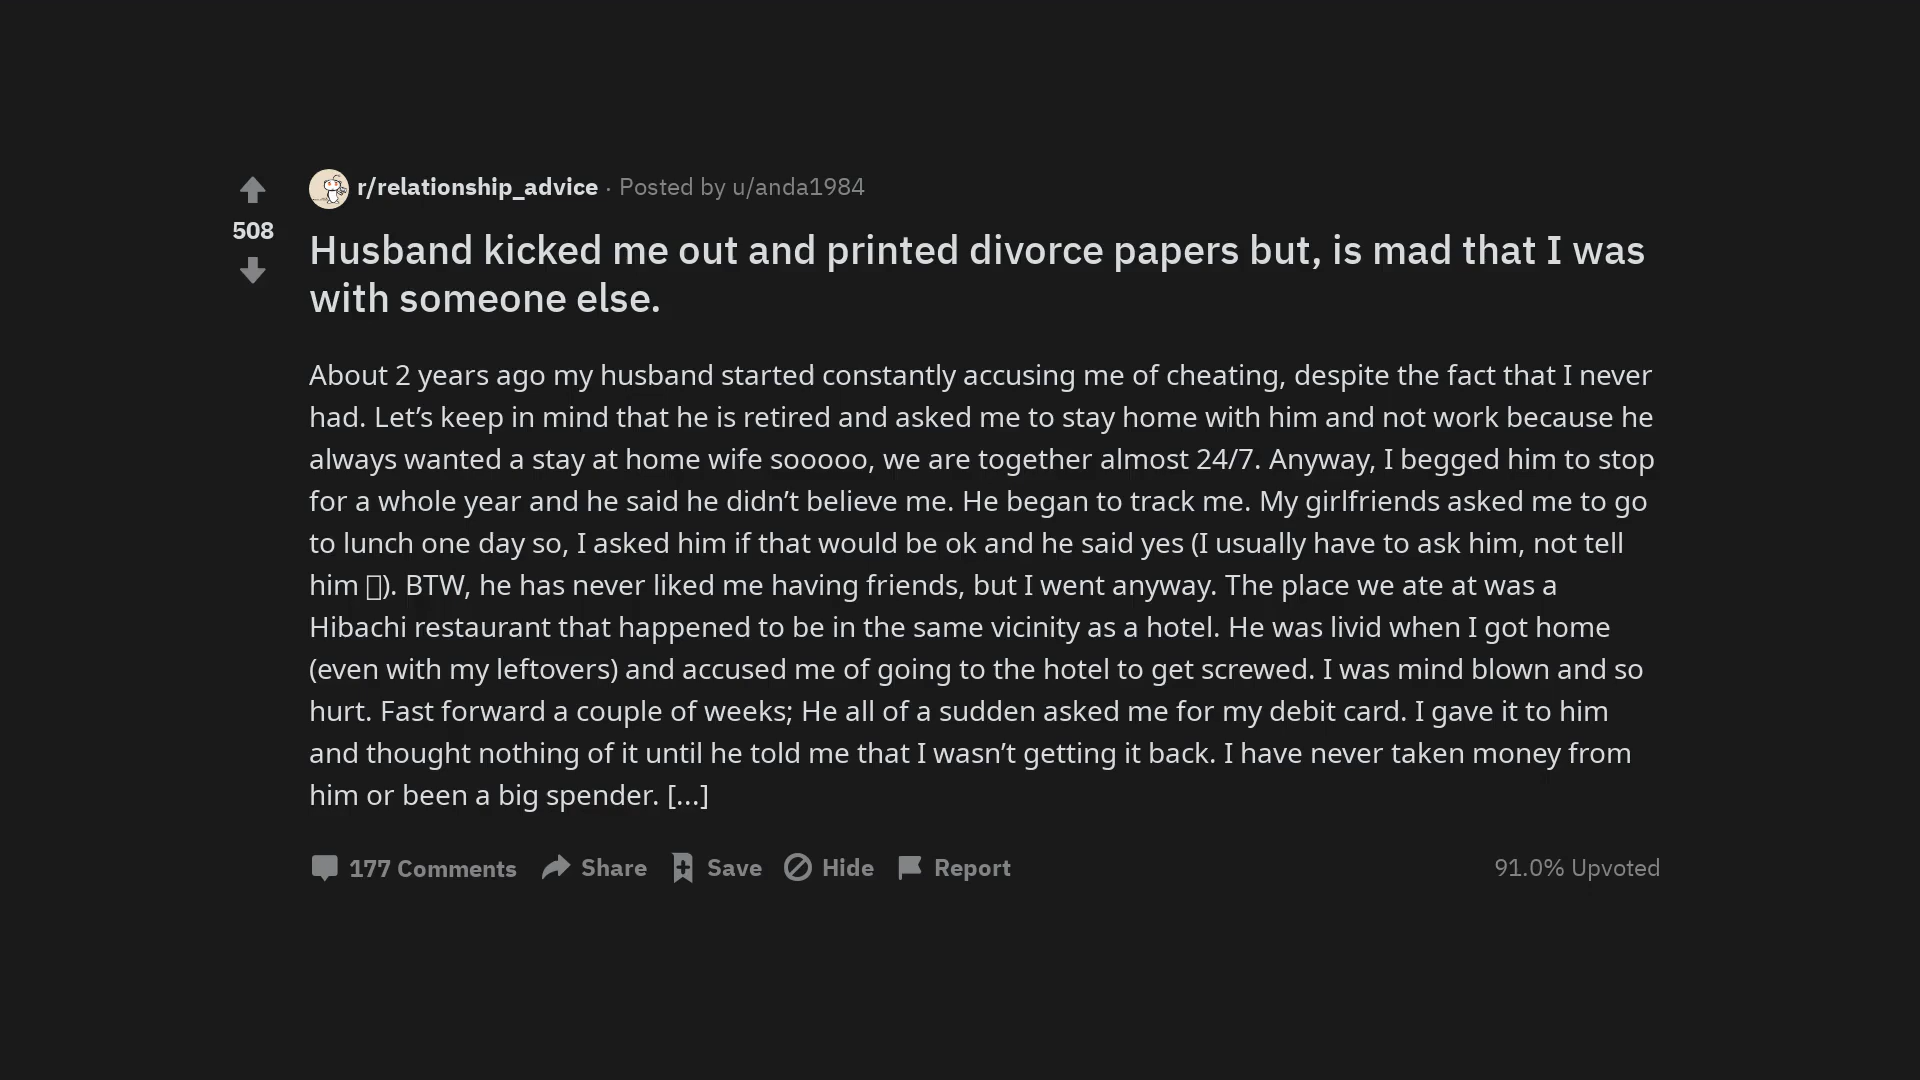 r/relationship_advice · Posted by u/anda1984
508
Husband kicked me out and printed divorce papers but, is mad that I was
with someone else.
About 2 years ago my husband started constantly accusing me of cheating, despite the fact that I never
had. Let’s keep in mind that he is retired and asked me to stay home with him and not work because he
always wanted a stay at home wife sooooo, we are together almost 24/7. Anyway, I begged him to stop
for a whole year and he said he didn’t believe me. He began to track me. My girlfriends asked me to go
to lunch one day so, I asked him if that would be ok and he said yes (I usually have to ask him, not tell
him ▯). BTW, he has never liked me having friends, but I went anyway. The place we ate at was a
Hibachi restaurant that happened to be in the same vicinity as a hotel. He was livid when I got home
(even with my leftovers) and accused me of going to the hotel to get screwed. I was mind blown and so
hurt. Fast forward a couple of weeks; He all of a sudden asked me for my debit card. I gave it to him
and thought nothing of it until he told me that I wasn’t getting it back. I have never taken money from
him or been a big spender. [...]
177 Comments Share Save Hide Report 91.0% Upvoted